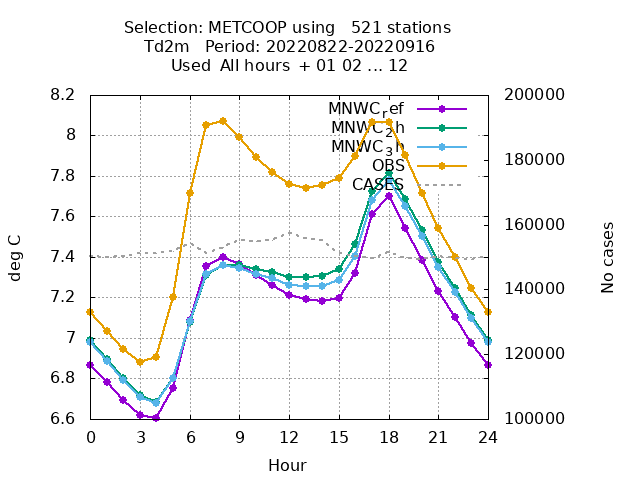 Selection: METCOOP using 521 stations
Td2m Period: 20220822-20220916
Used All hours + 01 02 ... 12
8.2
8
7.8
7.6
7.4
7.2
7
6.8
6.6
deg C
200000
180000
160000
140000
120000
100000
No cases
MNWC_ref
MNWC_2h
MNWC_3h
OBS
CASES
0 3 6 9 12 15 18 21 24
Hour